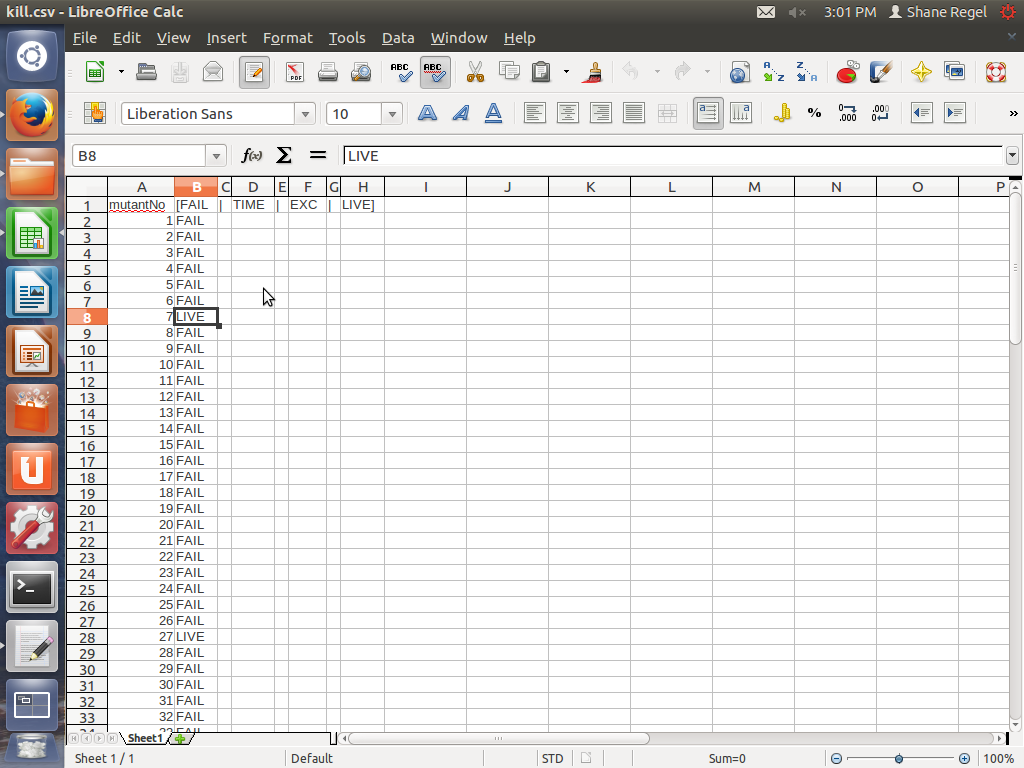 kill.csv - LibreOffice Calc 3:01 PM Shane Regel
File Edit View Insert Format Tools Data Window Help
Liberation Sans 10
B8 f(x) Σ = LIVE
A B C D E F G H I J K L M N O P
1 mutantNo [FAIL | TIME | EXC | LIVE]
2 1 FAIL
3 2 FAIL
4 3 FAIL
5 4 FAIL
6 5 FAIL
7 6 FAIL
8 7 LIVE
9 8 FAIL
10 9 FAIL
11 10 FAIL
12 11 FAIL
13 12 FAIL
14 13 FAIL
15 14 FAIL
16 15 FAIL
17 16 FAIL
18 17 FAIL
19 18 FAIL
20 19 FAIL
21 20 FAIL
22 21 FAIL
23 22 FAIL
24 23 FAIL
25 24 FAIL
26 25 FAIL
27 26 FAIL
28 27 LIVE
29 28 FAIL
30 29 FAIL
31 30 FAIL
32 31 FAIL
33 32 FAIL
Sheet1
Sheet 1 / 1 Default STD Sum=0 100%